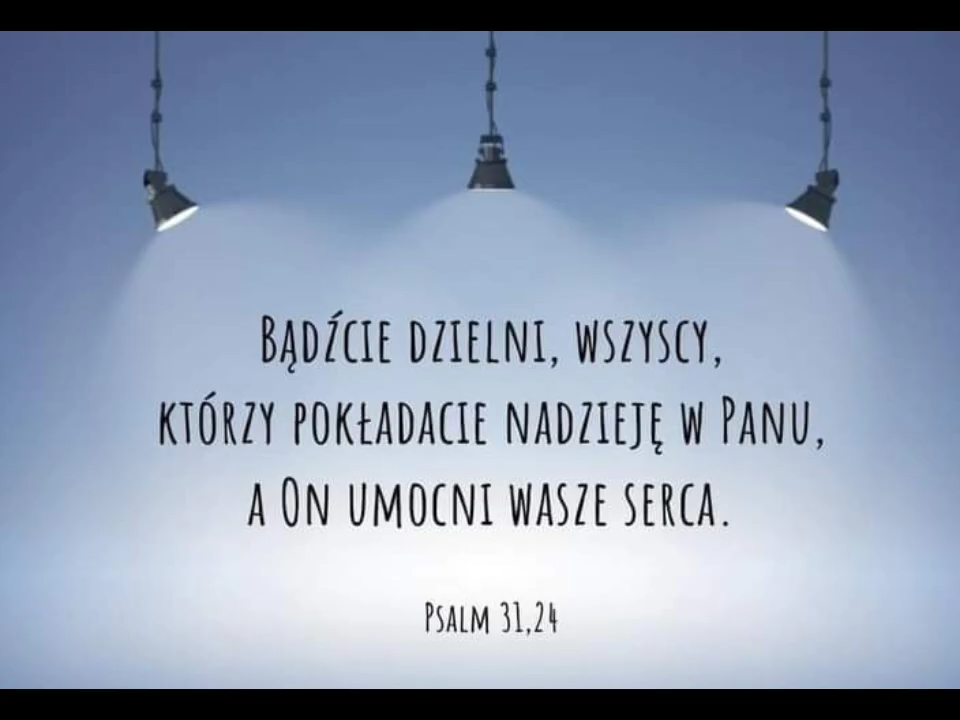 Bądźcie dzielni, wszyscy,
którzy pokładacie nadzieję w Panu,
a On umocni wasze serca.
Psalm 31,24